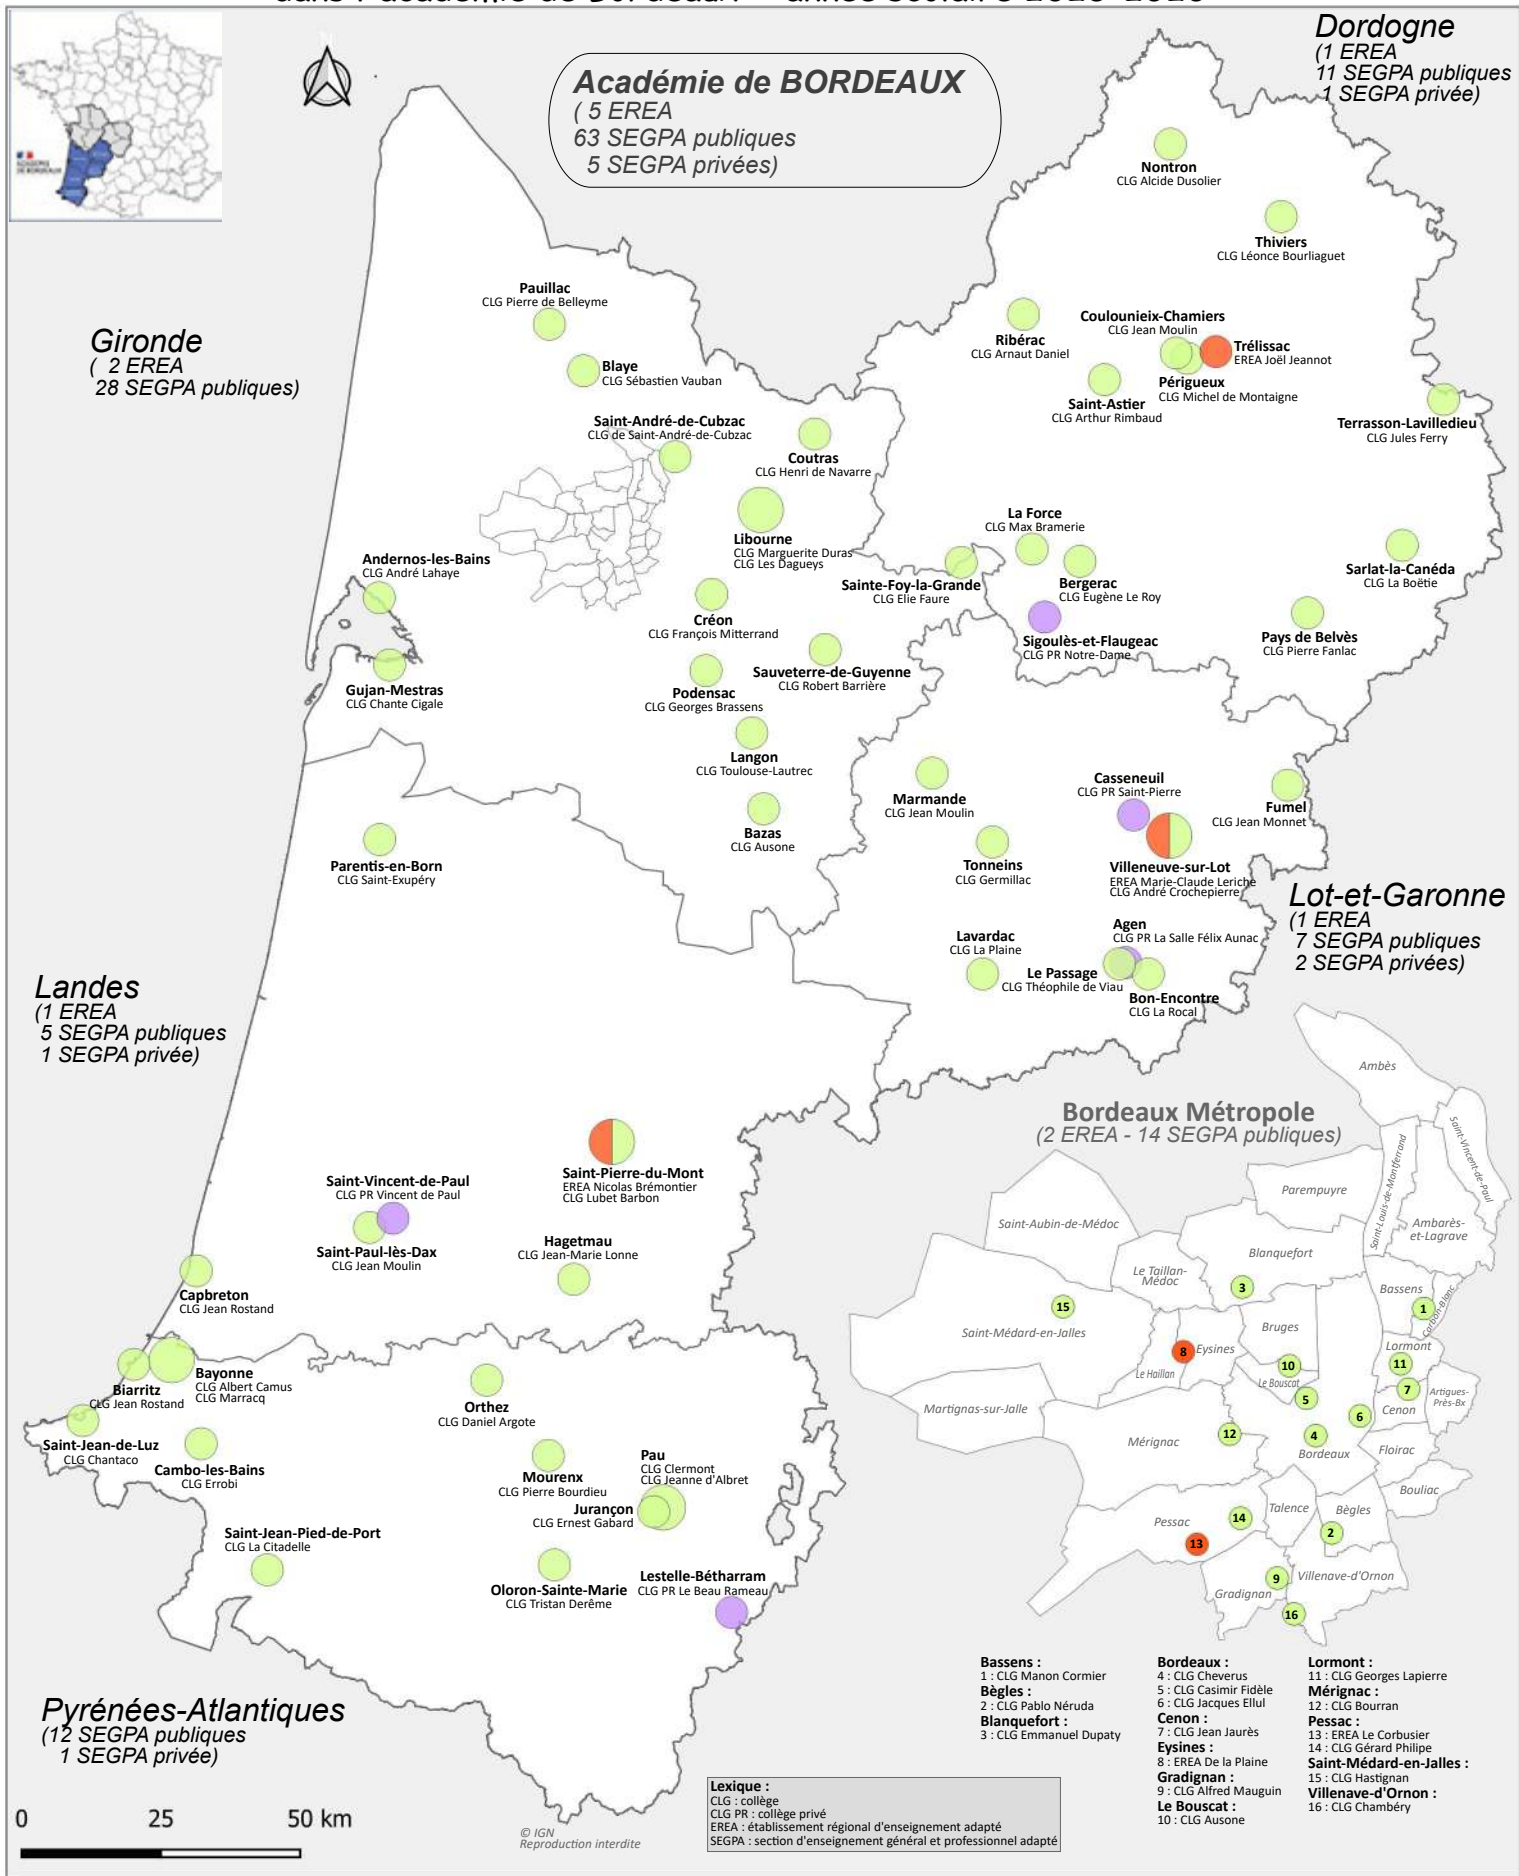 Académie de BORDEAUX
( 5 EREA
63 SEGPA publiques
5 SEGPA privées)
Dordogne
(1 EREA
11 SEGPA publiques
1 SEGPA privée)
N
Nontron
CLG Alcide Dusolier
Thiviers
CLG Léonce Bourliaguet
Pauillac
CLG Pierre de Belleyme
Coulounieix-Chamiers
CLG Jean Moulin
Ribérac
CLG Arnaut Daniel
Trélissac
EREA Joël Jeannot
Gironde
( 2 EREA
28 SEGPA publiques)
Blaye
CLG Sébastien Vauban
Périgueux
CLG Michel de Montaigne
Saint-Astier
CLG Arthur Rimbaud
Terrasson-Lavilledieu
CLG Jules Ferry
Saint-André-de-Cubzac
CLG de Saint-André-de-Cubzac
Coutras
CLG Henri de Navarre
La Force
CLG Max Bramerie
Libourne
CLG Marguerite Duras
CLG Les Dagueys
Andernos-les-Bains
CLG André Lahaye
Sainte-Foy-la-Grande
CLG Elie Faure
Bergerac
CLG Eugène Le Roy
Sarlat-la-Canéda
CLG La Boëtie
Créon
CLG François Mitterrand
Sigoulès-et-Flaugeac
CLG PR Notre-Dame
Pays de Belvès
CLG Pierre Fanlac
Sauveterre-de-Guyenne
CLG Robert Barrière
Gujan-Mestras
CLG Chante Cigale
Podensac
CLG Georges Brassens
Langon
CLG Toulouse-Lautrec
Casseneuil
CLG PR Saint-Pierre
Marmande
CLG Jean Moulin
Fumel
CLG Jean Monnet
Bazas
CLG Ausone
Parentis-en-Born
CLG Saint-Exupéry
Tonneins
CLG Germillac
Villeneuve-sur-Lot
EREA Marie-Claude Leriche
CLG André Crochepierre
Lot-et-Garonne
(1 EREA
7 SEGPA publiques
2 SEGPA privées)
Agen
CLG PR La Salle Félix Aunac
Lavardac
CLG La Plaine
Le Passage
CLG Théophile de Viau
Bon-Encontre
CLG La Rocal
Landes
(1 EREA
5 SEGPA publiques
1 SEGPA privée)
Saint-Pierre-du-Mont
EREA Nicolas Brémontier
CLG Lubet Barbon
Saint-Vincent-de-Paul
CLG PR Vincent de Paul
Saint-Paul-lès-Dax
CLG Jean Moulin
Hagetmau
CLG Jean-Marie Lonne
Capbreton
CLG Jean Rostand
Bayonne
CLG Albert Camus
CLG Marracq
Biarritz
CLG Jean Rostand
Orthez
CLG Daniel Argote
Saint-Jean-de-Luz
CLG Chantaco
Cambo-les-Bains
CLG Errobi
Mourenx
CLG Pierre Bourdieu
Pau
CLG Clermont
CLG Jeanne d'Albret
Jurançon
CLG Ernest Gabard
Saint-Jean-Pied-de-Port
CLG La Citadelle
Oloron-Sainte-Marie
CLG Tristan Derême
Lestelle-Bétharram
CLG PR Le Beau Rameau
Pyrénées-Atlantiques
(12 SEGPA publiques
1 SEGPA privée)
Bordeaux Métropole
(2 EREA - 14 SEGPA publiques)
Ambès
Saint-Vincent-de-Paul
Saint-Louis-de-Montferrand
Parempuyre
Saint-Aubin-de-Médoc
Ambarès-
et-Lagrave
Blanquefort
Le Taillan-
Médoc
3
Bassens
1
Carbon-Blanc
15
Saint-Médard-en-Jalles
Bruges
Lormont
8
Eysines
Le Haillan
10
11
Le Bouscat
7
Artigues-
Près-Bx
Martignas-sur-Jalle
5
6
Cenon
12
Mérignac
4
Bordeaux
Floirac
Bouliac
Talence
Bègles
14
Pessac
13
2
9
Villenave-d'Ornon
Gradignan
16
Bassens :
1 : CLG Manon Cormier
Bègles :
2 : CLG Pablo Néruda
Blanquefort :
3 : CLG Emmanuel Dupaty
Bordeaux :
4 : CLG Cheverus
5 : CLG Casimir Fidèle
6 : CLG Jacques Ellul
Cenon :
7 : CLG Jean Jaurès
Eysines :
8 : EREA De la Plaine
Gradignan :
9 : CLG Alfred Mauguin
Le Bouscat :
10 : CLG Ausone
Lormont :
11 : CLG Georges Lapierre
Mérignac :
12 : CLG Bourran
Pessac :
13 : EREA Le Corbusier
14 : CLG Gérard Philipe
Saint-Médard-en-Jalles :
15 : CLG Hastignan
Villenave-d'Ornon :
16 : CLG Chambéry
Lexique :
CLG : collège
CLG PR : collège privé
EREA : établissement régional d'enseignement adapté
SEGPA : section d'enseignement général et professionnel adapté
0 25 50 km
© IGN
Reproduction interdite